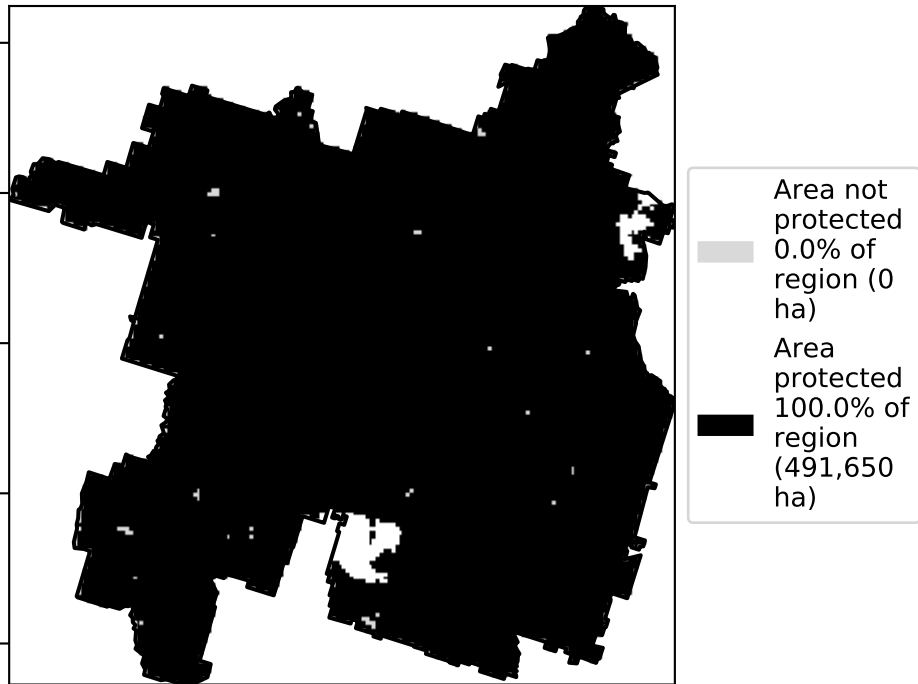 Area not
protected
0.0% of
region (0
ha)
Area
protected
100.0% of
region
(491,650
ha)